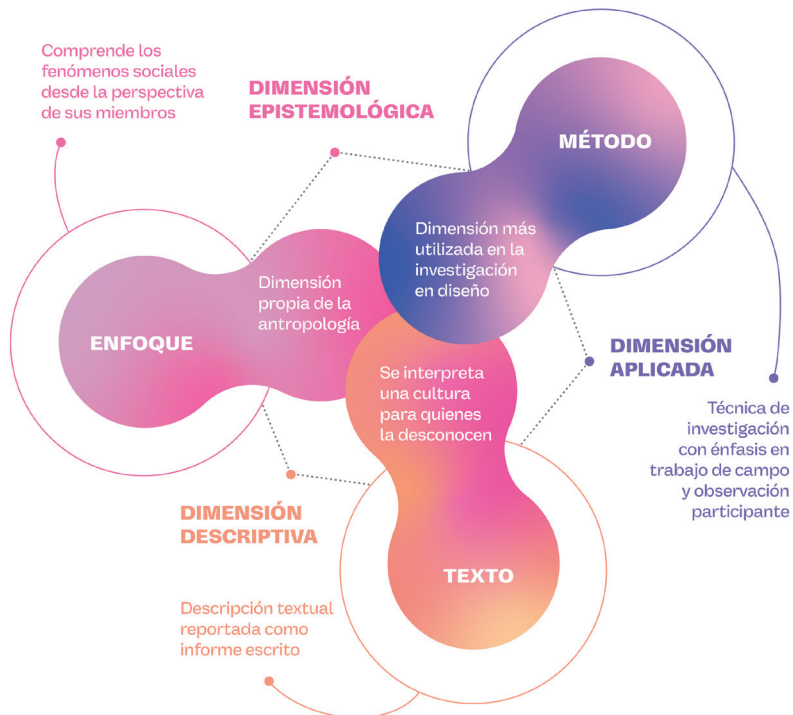 Comprende los
fenómenos sociales
desde la perspectiva
de sus miembros
DIMENSIÓN
EPISTEMOLÓGICA
MÉTODO
Dimensión más
utilizada en la
investigación
en diseño
Dimensión
propia de la
antropología
ENFOQUE
DIMENSIÓN
APLICADA
Se interpreta
una cultura
para quienes
la desconocen
Técnica de
investigación
con énfasis en
trabajo de campo
y observación
participante
DIMENSIÓN
DESCRIPTIVA
TEXTO
Descripción textual
reportada como
informe escrito